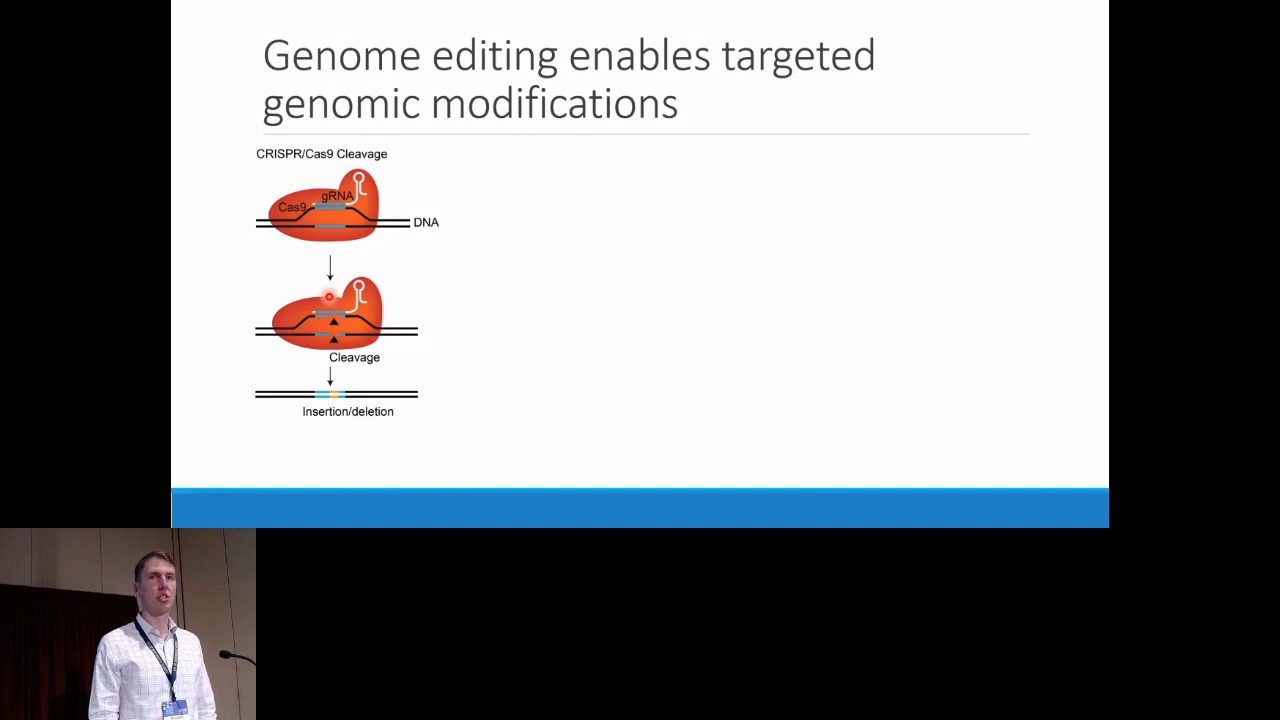 Genome editing enables targeted
genomic modifications
CRISPR/Cas9 Cleavage
gRNA
Cas9
DNA
Cleavage
Insertion/deletion